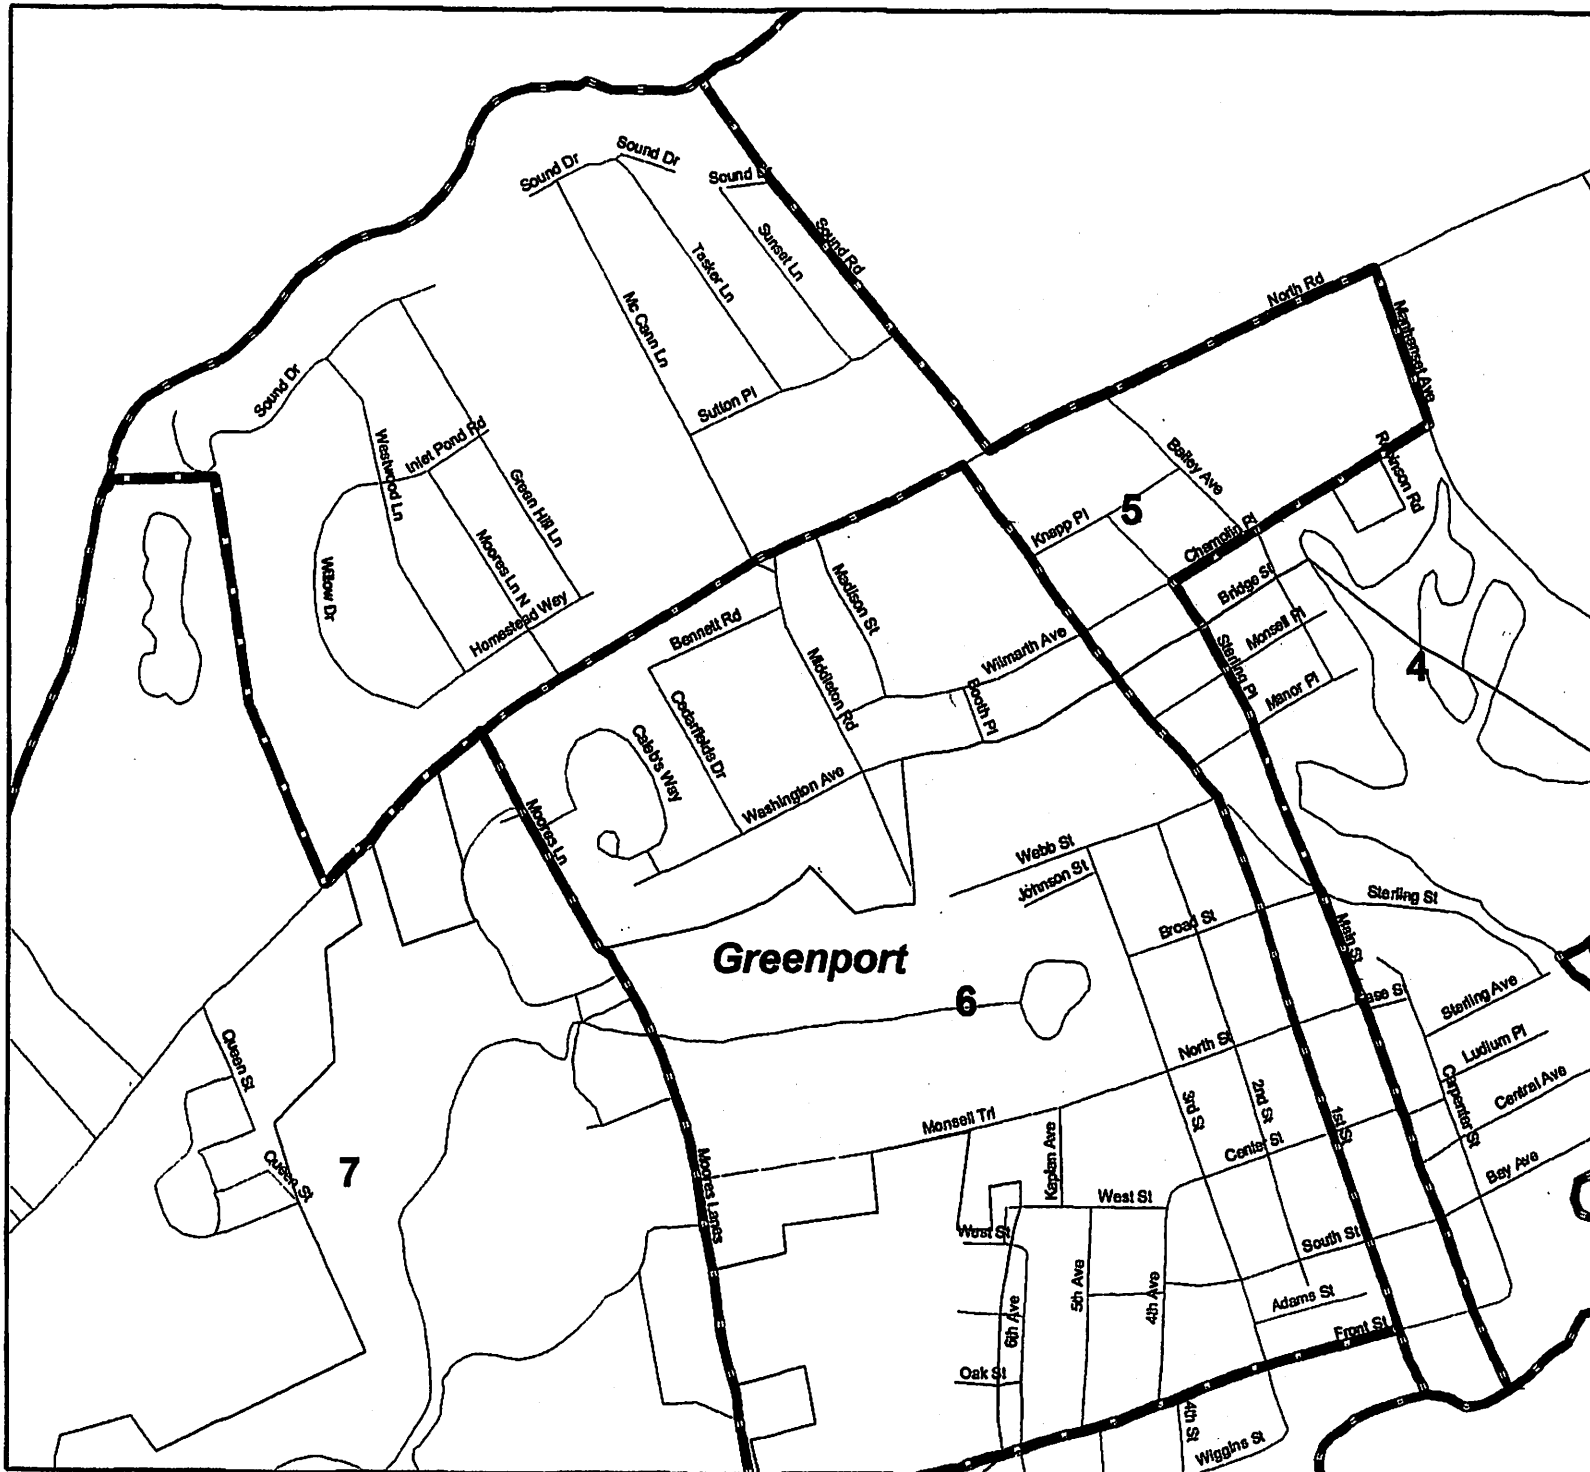 Sound Dr
Sound Dr
Sound Dr
Sound Rd
Sunset Ln
Tasker Ln
Mc Cann Ln
North Rd
Manhanset Ave
Sound Dr
Sutton Pl
Inlet Pond Rd
Westwood Ln
Green Hill Ln
Bailey Ave
5
Knapp Pl
Champlin Pl
Moores Ln N
Willow Dr
Homestead Wey
Madison St
Bennett Rd
Bridge St
Monsell Pl
Wilmarth Ave
Sterling Pl
4
Middleton Rd
Booth Pl
Manor Pl
Cedarfields Dr
Caleb's Way
Washington Ave
Moores Ln
Webb St
Johnson St
Sterling St
Broad St
Main St
Greenport
6
Sterling Ave
North St
Ludlum Pl
Queen St
Carpenter St
Central Ave
3rd St
2nd St
1st St
Monsell Trl
Center St
Kaplan Ave
Queen St
7
Moores Lanes
Bay Ave
West St
West St
South St
5th Ave
4th Ave
6th Ave
Adams St
Front St
Oak St
4th St
Wiggins St